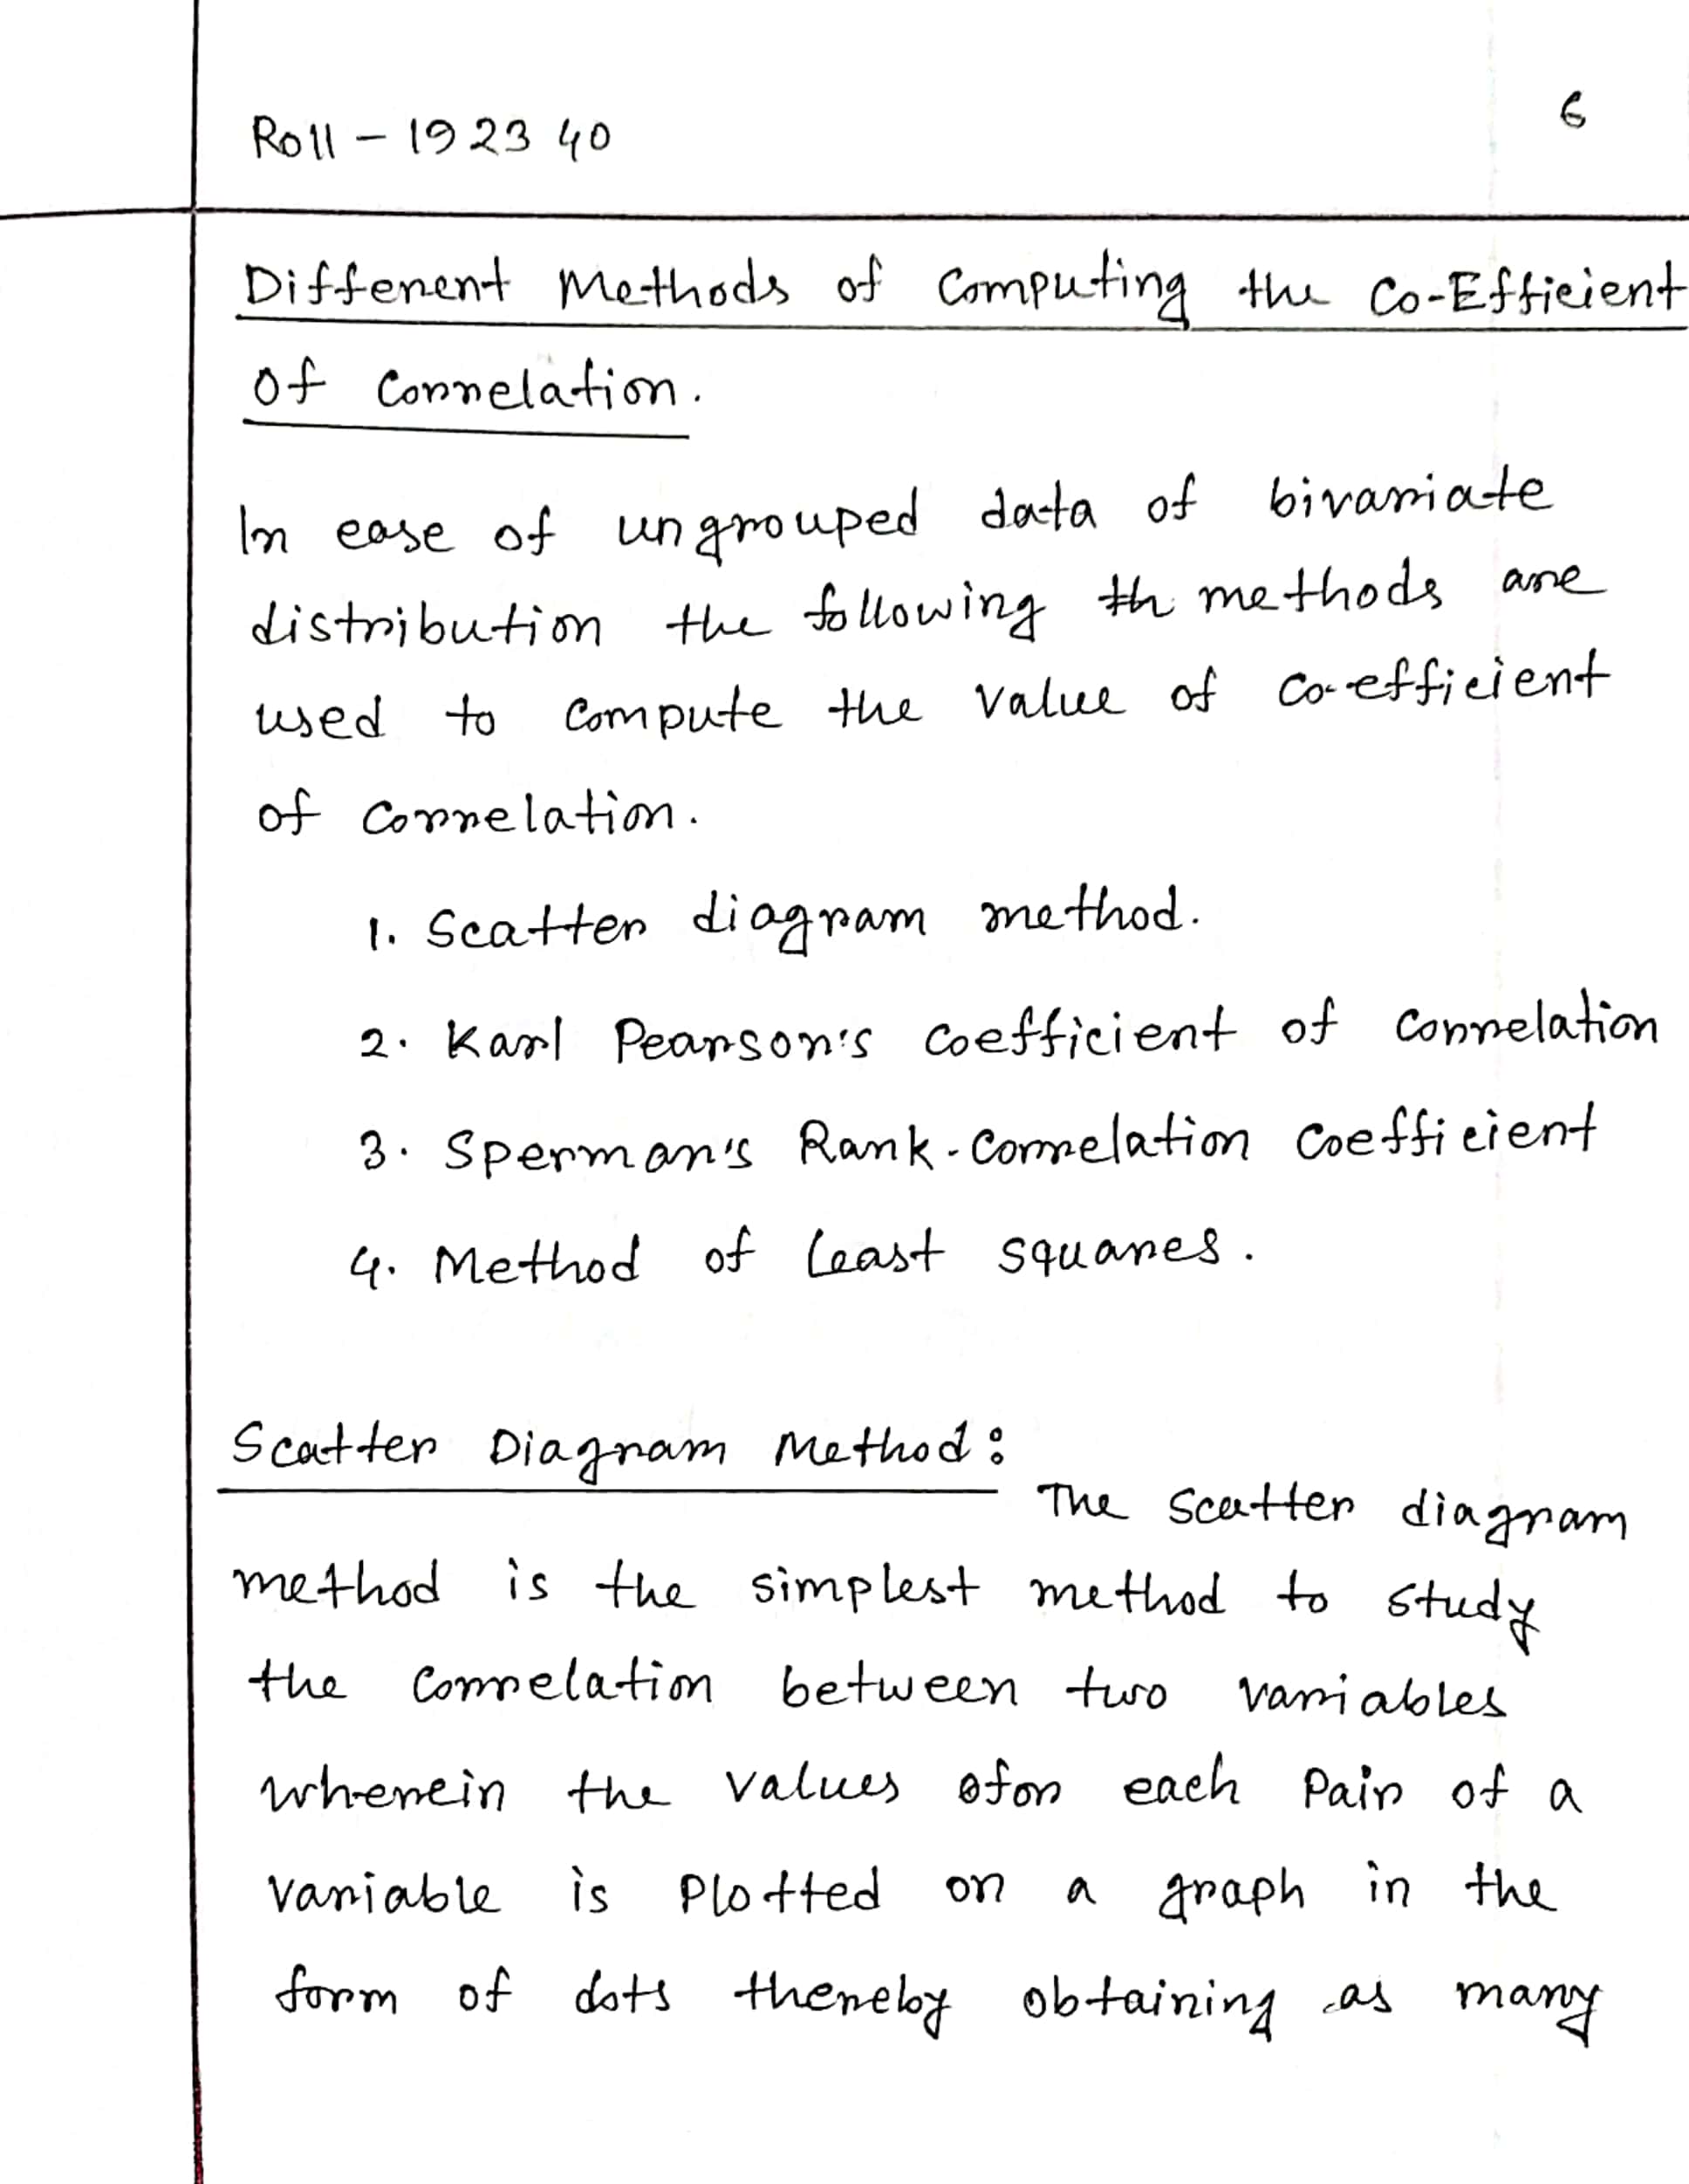 Roll - 192340
6
Different Methods of Computing the Co-Efficient
Of Correlation.
In case of ungrouped data of bivariate
distribution the following th methods are
used to compute the value of co-efficient
of correlation.
1. Scatter diagram method.
2. Karl Pearson's coefficient of correlation
3. Sperman's Rank-Correlation Coefficient
4. Method of least squares.
Scatter Diagram Method:
The scatter diagram
method is the simplest method to study
the correlation between two variables
wherein the values ofor each Pair of a
variable is plotted on a graph in the
form of dots thereby obtaining as many